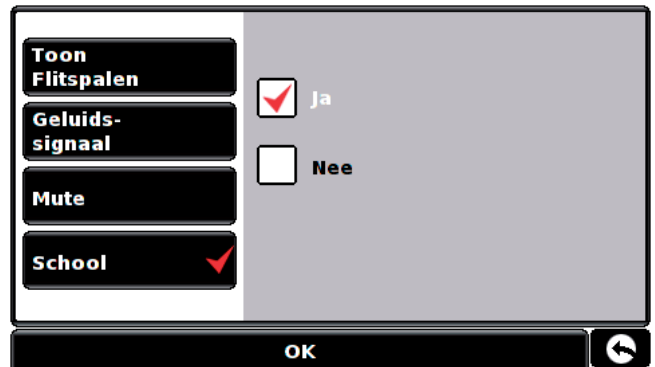 Toon
Flitspalen
Geluids-
signaal
Mute
School
Ja
Nee
OK